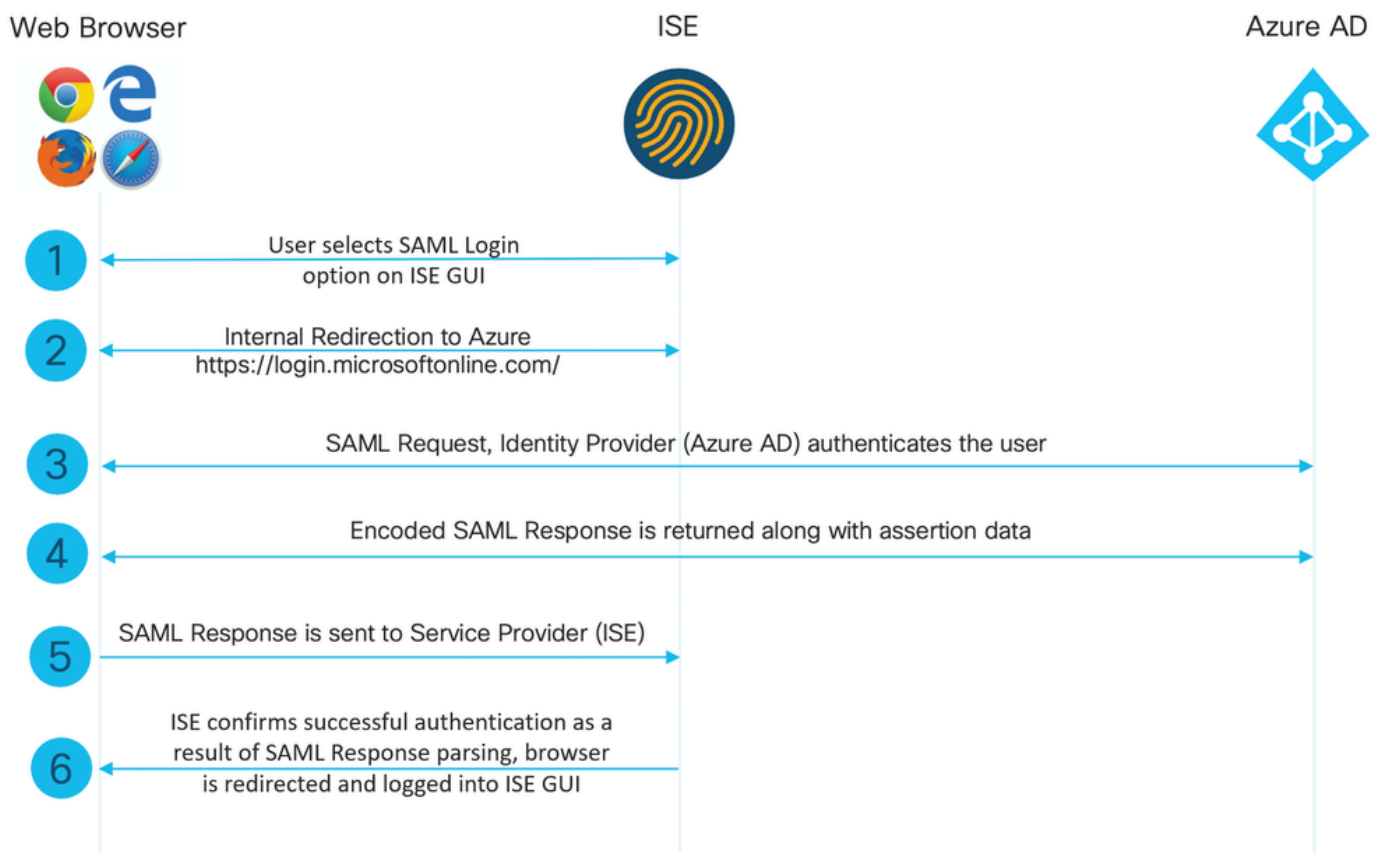 Web Browser
ISE
Azure AD
1
User selects SAML Login
option on ISE GUI
2
Internal Redirection to Azure
https://login.microsoftonline.com/
3
SAML Request, Identity Provider (Azure AD) authenticates the user
4
Encoded SAML Response is returned along with assertion data
5
SAML Response is sent to Service Provider (ISE)
6
ISE confirms successful authentication as a
result of SAML Response parsing, browser
is redirected and logged into ISE GUI